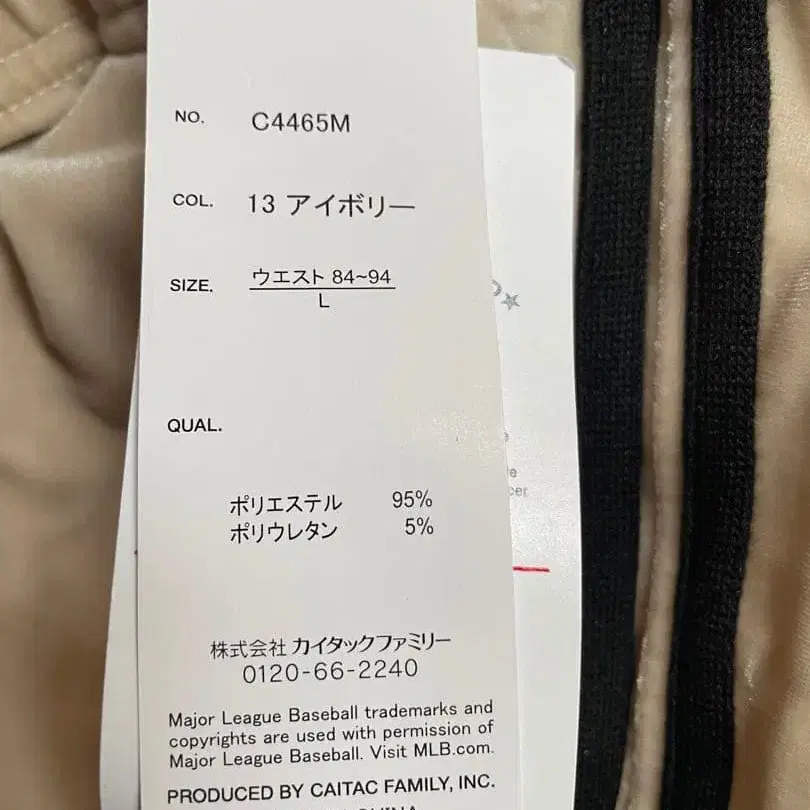 NO. C4465M
COL. 13 アイボリー
SIZE. ウエスト 84~94
L
QUAL.
ポリエステル 95%
ポリウレタン 5%
株式会社 カイタックファミリー
0120-66-2240
Major League Baseball trademarks and
copyrights are used with permission of
Major League Baseball. Visit MLB.com.
PRODUCED BY CAITAC FAMILY, INC.